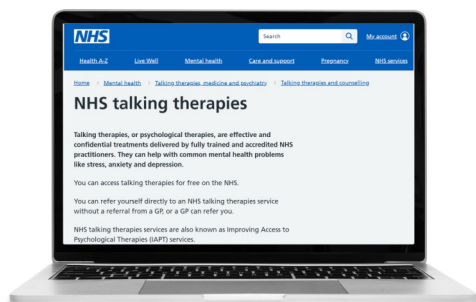 NHS
Search
My account
Health A-Z Live Well Mental health Care and support Pregnancy NHS services
Home Mental health Talking therapies, medicine and psychiatry Talking therapies and counselling
NHS talking therapies
Talking therapies, or psychological therapies, are effective and
confidential treatments delivered by fully trained and accredited NHS
practitioners. They can help with common mental health problems
like stress, anxiety and depression.
You can access talking therapies for free on the NHS.
You can refer yourself directly to an NHS talking therapies service
without a referral from a GP, or a GP can refer you.
NHS talking therapies services are also known as Improving Access to
Psychological Therapies (IAPT) services.